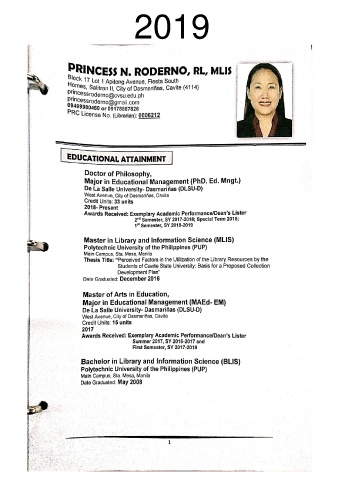 2019
PRINCESS N. RODERNO, RL, MLIS
Block 17 Lot 1 Apitong Avenue, Fiesta South
Homes, Salitran II, City of Dasmariñas, Cavite (4114)
princessroderno@cvsu.edu.ph
princessroderno@gmail.com
PRC License No. (Librarian): 0006212
EDUCATIONAL ATTAINMENT
Doctor of Philosophy,
Major in Educational Management (PhD. Ed. Mngt.)
De La Salle University- Dasmariñas (DLSU-D)
West Avenue, City of Dasmariñas, Cavite
Credit Units: 33 units
2018- Present
Awards Received: Exemplary Academic Performance/Dean's Lister
2nd Semester, SY 2017-2018; Special Term 2018;
1st Semester, SY 2018-2019
Master in Library and Information Science (MLIS)
Polytechnic University of the Philippines (PUP)
Main Campus, Sta. Mesa, Manila
Thesis Title: "Perceived Factors in the Utilization of the Library Resources by the
Students of Cavite State University: Basis for a Proposed Collection
Development Plan"
Date Graduated: December 2016
Master of Arts in Education,
Major in Educational Management (MAEd- EM)
De La Salle University- Dasmariñas (DLSU-D)
West Avenue, City of Dasmariñas, Cavite
Credit Units: 15 units
2017
Awards Received: Exemplary Academic Performance/Dean's Lister
Summer 2017, SY 2016-2017 and
First Semester, SY 2017-2018
Bachelor in Library and Information Science (BLIS)
Polytechnic University of the Philippines (PUP)
Main Campus, Sta. Mesa, Manila
Date Graduated: May 2008
1